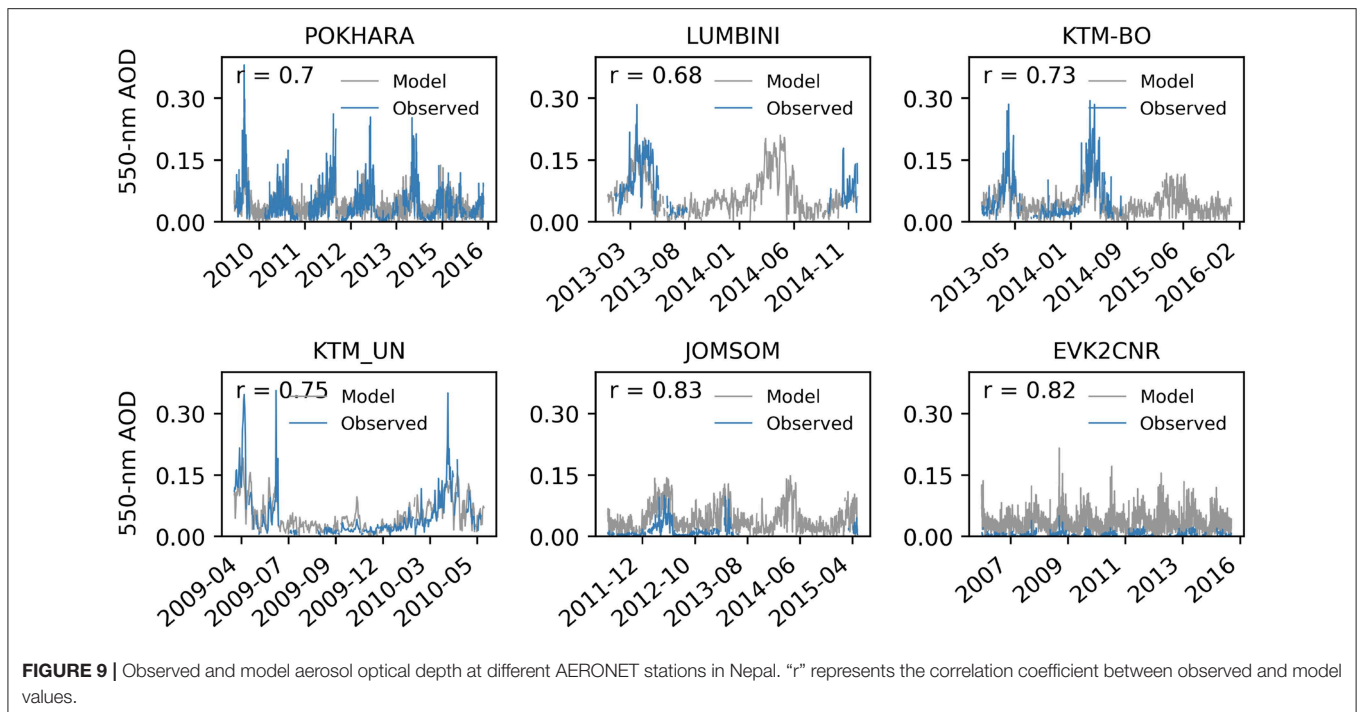 POKHARA
550-nm AOD
r = 0.7
Model
Observed
0.30
0.15
0.00
2010
2011
2012
2013
2015
2016
LUMBINI
r = 0.68
Model
Observed
0.30
0.15
0.00
2013-03
2013-08
2014-01
2014-06
2014-11
KTM-BO
r = 0.73
Model
Observed
0.30
0.15
0.00
2013-05
2014-01
2014-09
2015-06
2016-02
KTM_UN
550-nm AOD
r = 0.75
Model
Observed
0.30
0.15
0.00
2009-04
2009-07
2009-09
2009-12
2010-03
2010-05
JOMSOM
r = 0.83
Model
Observed
0.30
0.15
0.00
2011-12
2012-10
2013-08
2014-06
2015-04
EVK2CNR
r = 0.82
Model
Observed
0.30
0.15
0.00
2007
2009
2011
2013
2016
FIGURE 9 | Observed and model aerosol optical depth at different AERONET stations in Nepal. “r” represents the correlation coefficient between observed and model
values.